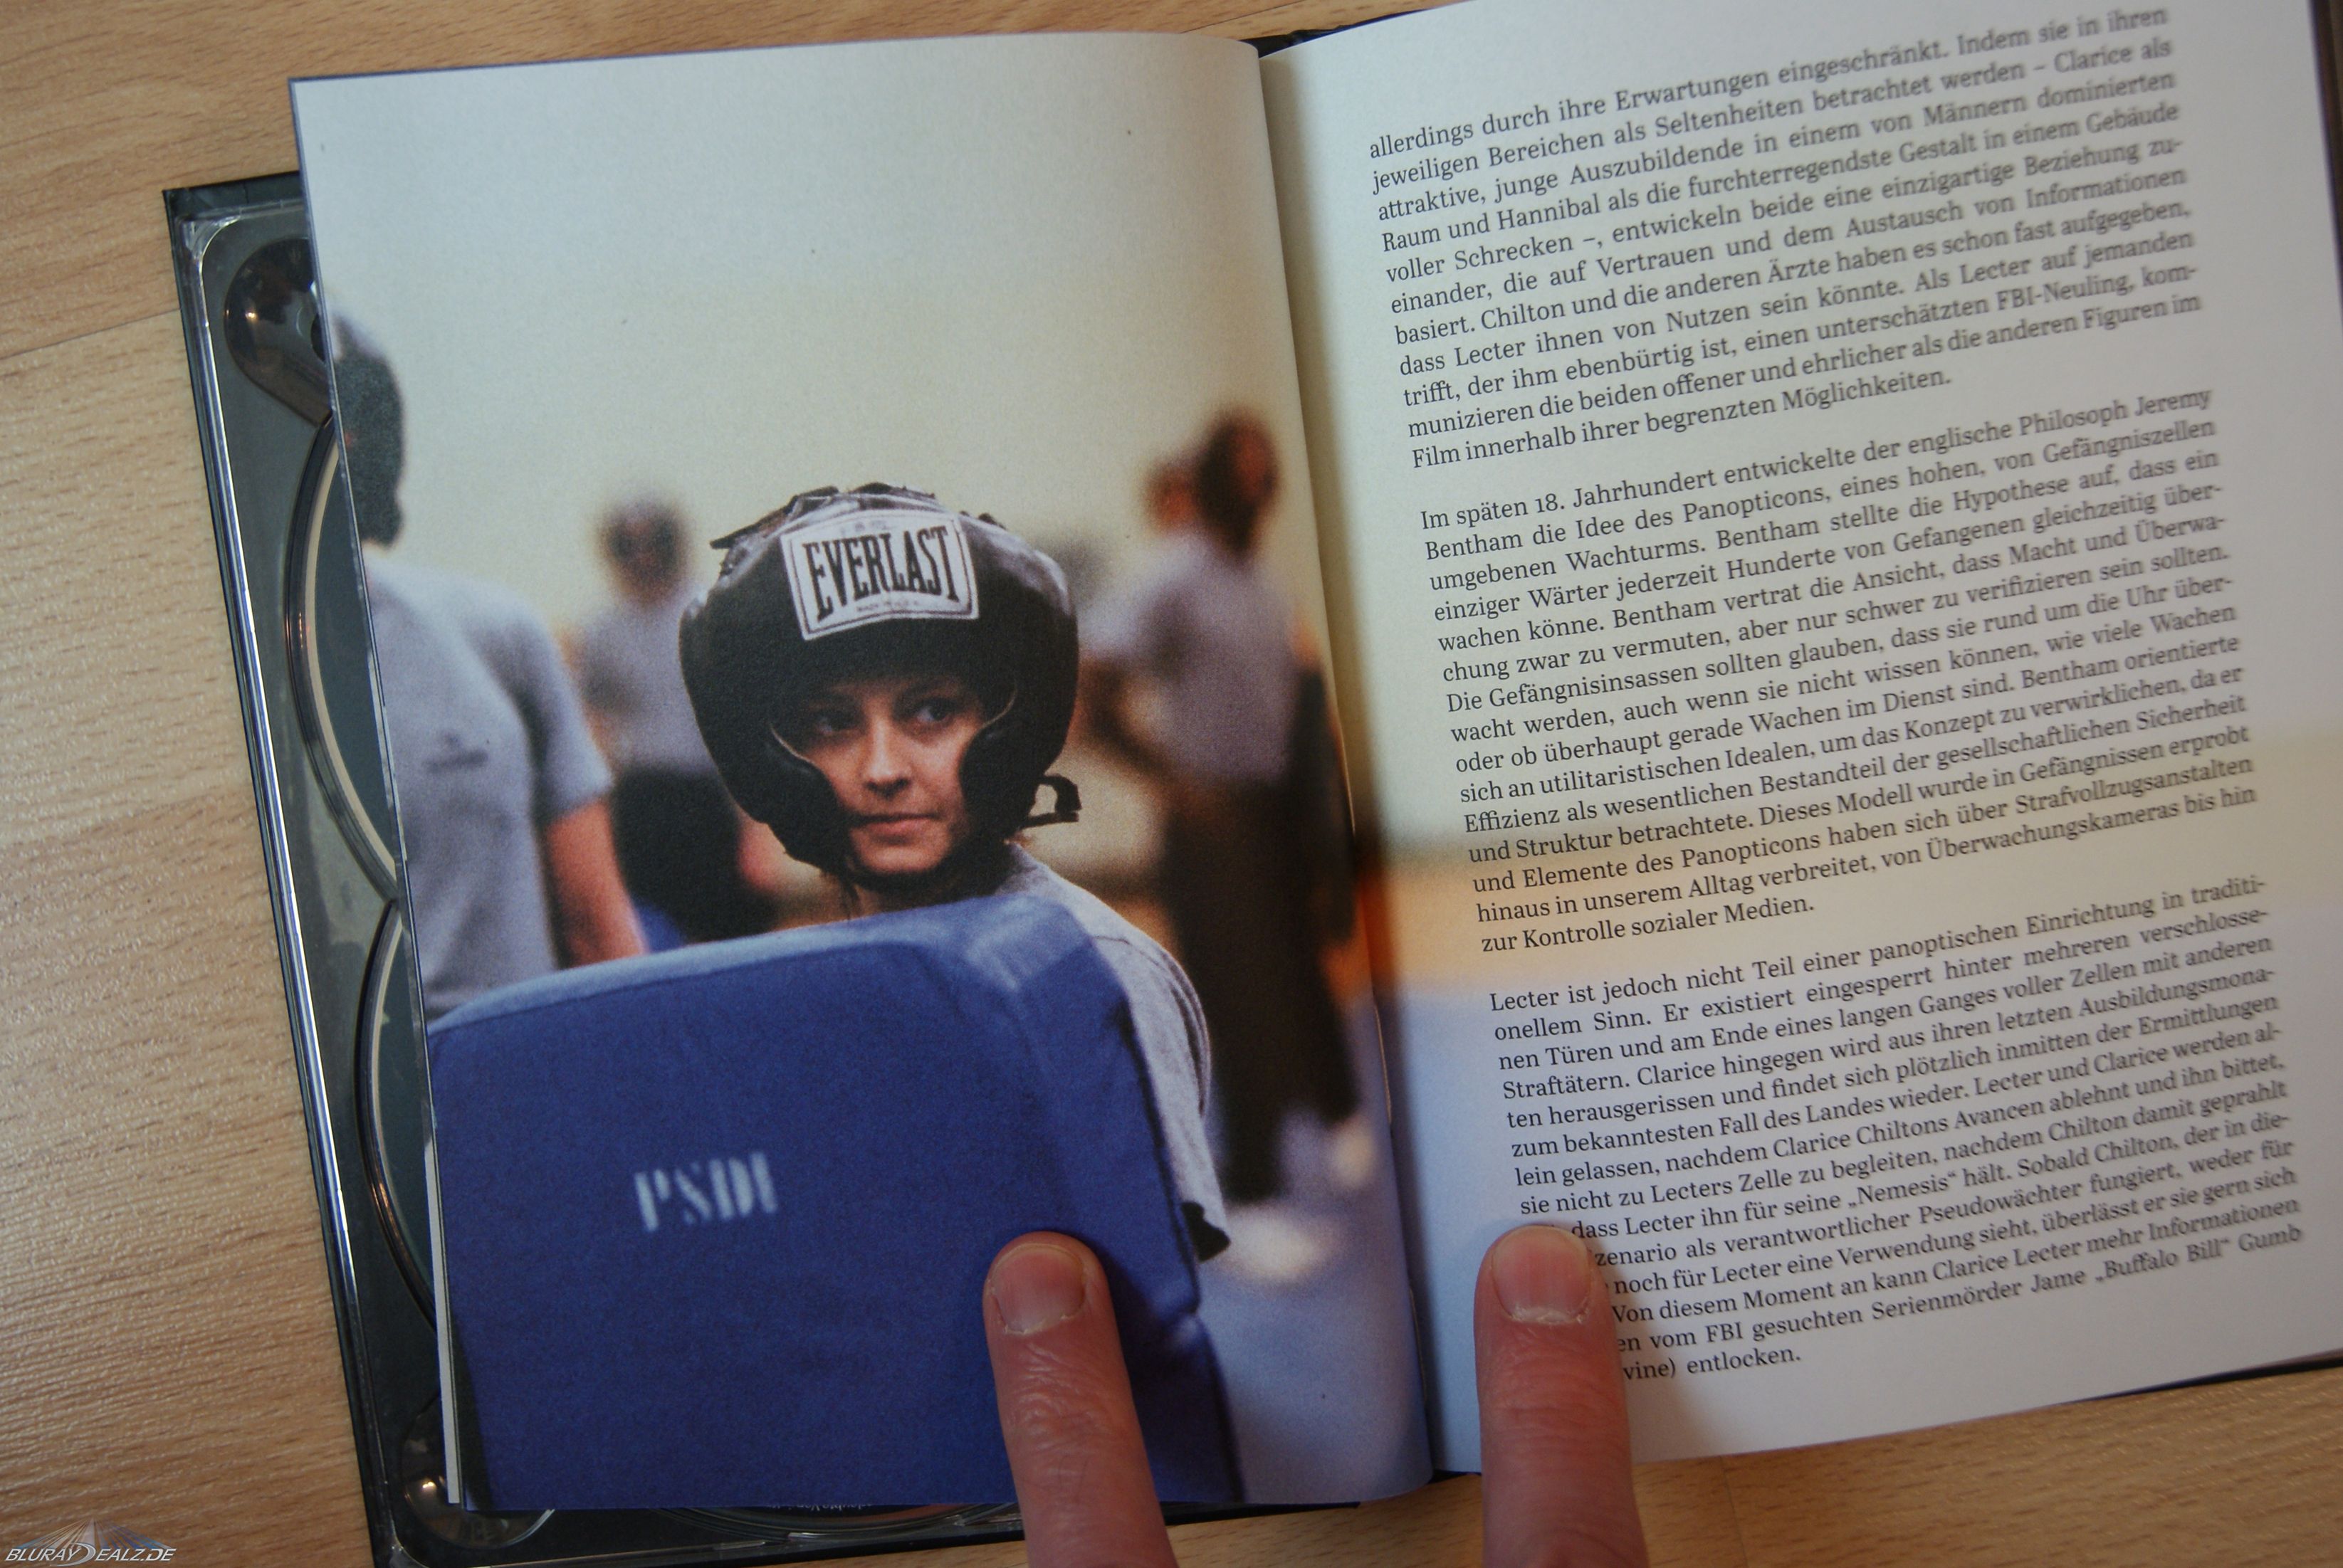 EVERLAST
MADE IN U.S.A.
PSDI
allerdings durch ihre Erwartungen eingeschränkt. Indem sie in ihren
jeweiligen Bereichen als Seltenheiten betrachtet werden – Clarice als
attraktive, junge Auszubildende in einem von Männern dominierten
Raum und Hannibal als die furchterregendste Gestalt in einem Gebäude
voller Schrecken –, entwickeln beide eine einzigartige Beziehung zu-
einander, die auf Vertrauen und dem Austausch von Informationen
basiert. Chilton und die anderen Ärzte haben es schon fast aufgegeben,
dass Lecter ihnen von Nutzen sein könnte. Als Lecter auf jemanden
trifft, der ihm ebenbürtig ist, einen unterschätzten FBI-Neuling, kom-
munizieren die beiden offener und ehrlicher als die anderen Figuren im
Film innerhalb ihrer begrenzten Möglichkeiten.
Im späten 18. Jahrhundert entwickelte der englische Philosoph Jeremy
Bentham die Idee des Panopticons, eines hohen, von Gefängniszellen
umgebenen Wachturms. Bentham stellte die Hypothese auf, dass ein
einziger Wärter jederzeit Hunderte von Gefangenen gleichzeitig über-
wachen könne. Bentham vertrat die Ansicht, dass Macht und Überwa-
chung zwar zu vermuten, aber nur schwer zu verifizieren sein sollten.
Die Gefängnisinsassen sollten glauben, dass sie rund um die Uhr über-
wacht werden, auch wenn sie nicht wissen können, wie viele Wachen
oder ob überhaupt gerade Wachen im Dienst sind. Bentham orientierte
sich an utilitaristischen Idealen, um das Konzept zu verwirklichen, da er
Effizienz als wesentlichen Bestandteil der gesellschaftlichen Sicherheit
und Struktur betrachtete. Dieses Modell wurde in Gefängnissen erprobt
und Elemente des Panopticons haben sich über Strafvollzugsanstalten
hinaus in unserem Alltag verbreitet, von Überwachungskameras bis hin
zur Kontrolle sozialer Medien.
Lecter ist jedoch nicht Teil einer panoptischen Einrichtung in traditi-
onellem Sinn. Er existiert eingesperrt hinter mehreren verschlosse-
nen Türen und am Ende eines langen Ganges voller Zellen mit anderen
Straftätern. Clarice hingegen wird aus ihren letzten Ausbildungsmona-
ten herausgerissen und findet sich plötzlich inmitten der Ermittlungen
zum bekanntesten Fall des Landes wieder. Lecter und Clarice werden al-
lein gelassen, nachdem Clarice Chiltons Avancen ablehnt und ihn bittet,
sie nicht zu Lecters Zelle zu begleiten, nachdem Chilton damit geprahlt
dass Lecter ihn für seine „Nemesis“ hält. Sobald Chilton, der in die-
zenario als verantwortlicher Pseudowächter fungiert, weder für
noch für Lecter eine Verwendung sieht, überlässt er sie gern sich
Von diesem Moment an kann Clarice Lecter mehr Informationen
en vom FBI gesuchten Serienmörder Jame „Buffalo Bill“ Gumb
vine) entlocken.
BLURAYDEALZ.DE